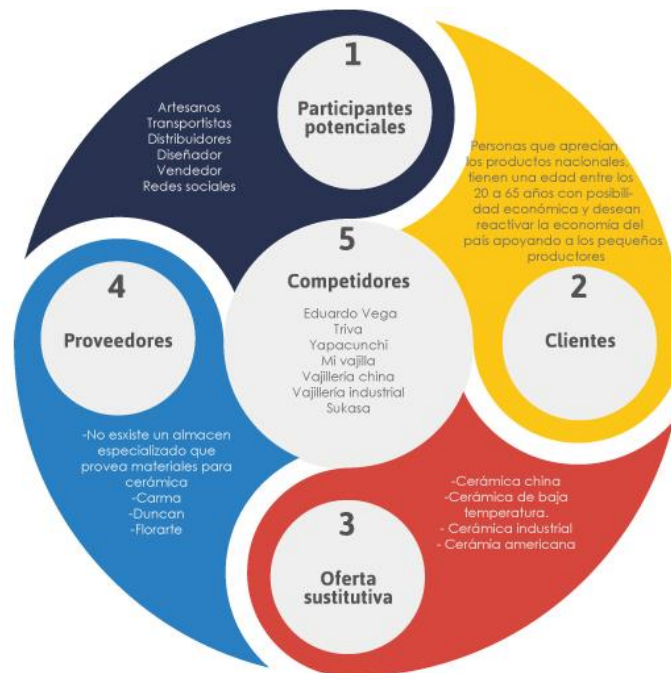 1
Participantes
potenciales
Artesanos
Transportistas
Distribuidores
Diseñador
Vendedor
Redes sociales
2
Clientes
Personas que aprecian
los productos nacionales,
tienen una edad entre los
20 a 65 años con posibili-
dad económica y desean
reactivar la economía del
país apoyando a los pequeños
productores
3
Oferta
sustitutiva
-Cerámica china
-Cerámica de baja
temperatura.
- Cerámica industrial
- Cerámia americana
4
Proveedores
-No esxiste un almacen
especializado que
provea materiales para
cerámica
-Carma
-Duncan
-Florarte
5
Competidores
Eduardo Vega
Triva
Yapacunchi
Mi vajilla
Vajillería china
Vajillería industrial
Sukasa